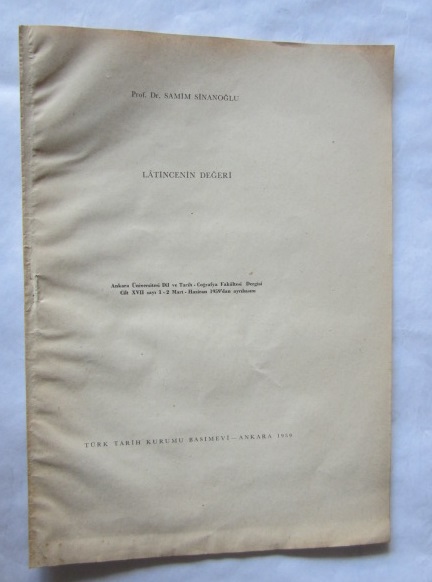 Prof. Dr. SAMİM SİNANOĞLU
LÂTİNCENİN DEĞERİ
Ankara Üniversitesi Dil ve Tarih - Coğrafya Fakültesi Dergisi
Cilt XVII sayı 1 - 2 Mart - Haziran 1959'dan ayrıbasım
TÜRK TARİH KURUMU BASIMEVİ — ANKARA 1959